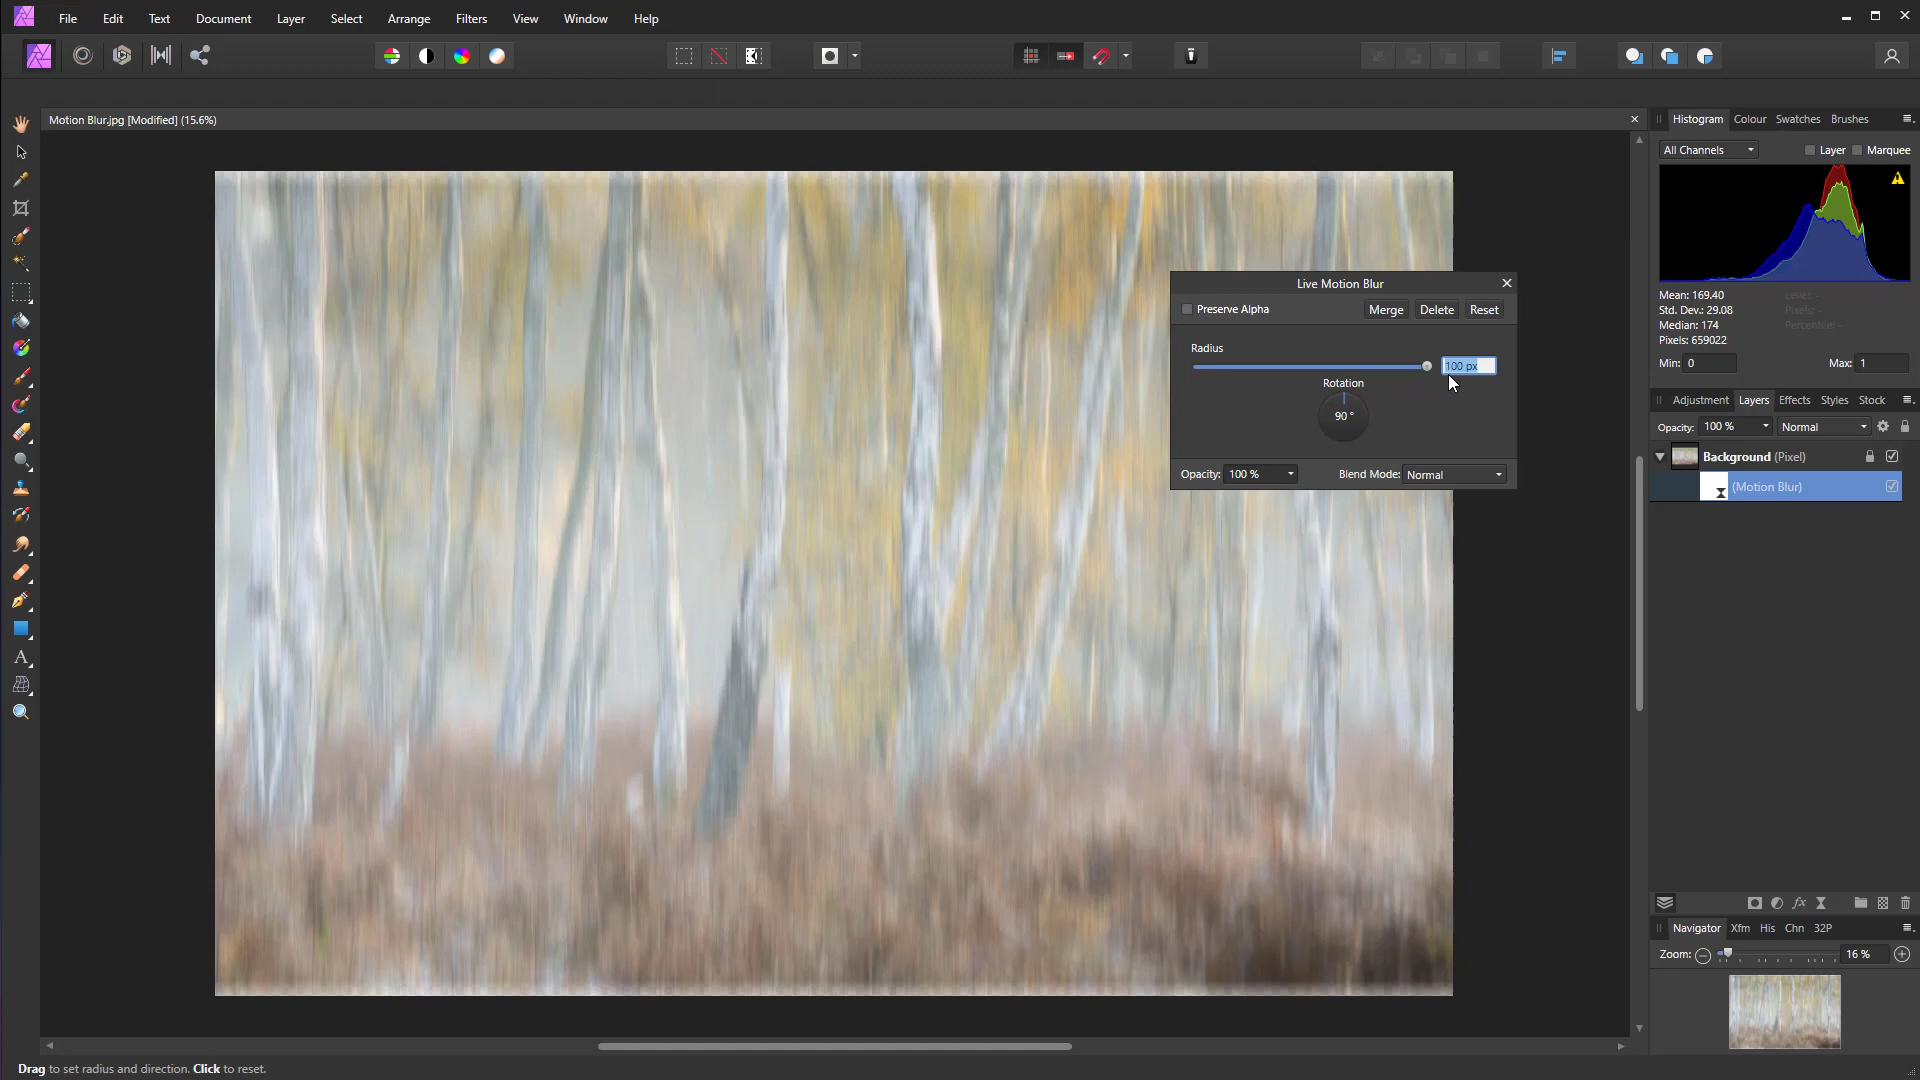 File Edit Text Document Layer Select Arrange Filters View Window Help
Motion Blur.jpg [Modified] (15.6%)
Histogram Colour Swatches Brushes
All Channels Layer Marquee
Mean: 169.40 Level: -
Std. Dev.: 29.08 Pixels: -
Median: 174 Percentile: -
Pixels: 659022
Min: 0 Max: 1
Live Motion Blur
Preserve Alpha Merge Delete Reset
Radius
100 px
Rotation
90 °
Opacity: 100 % Blend Mode: Normal
Adjustment Layers Effects Styles Stock
Opacity: 100 % Normal
Background (Pixel)
(Motion Blur)
fx
Navigator Xfm His Chn 32P
Zoom: 16 %
A
Drag to set radius and direction. Click to reset.